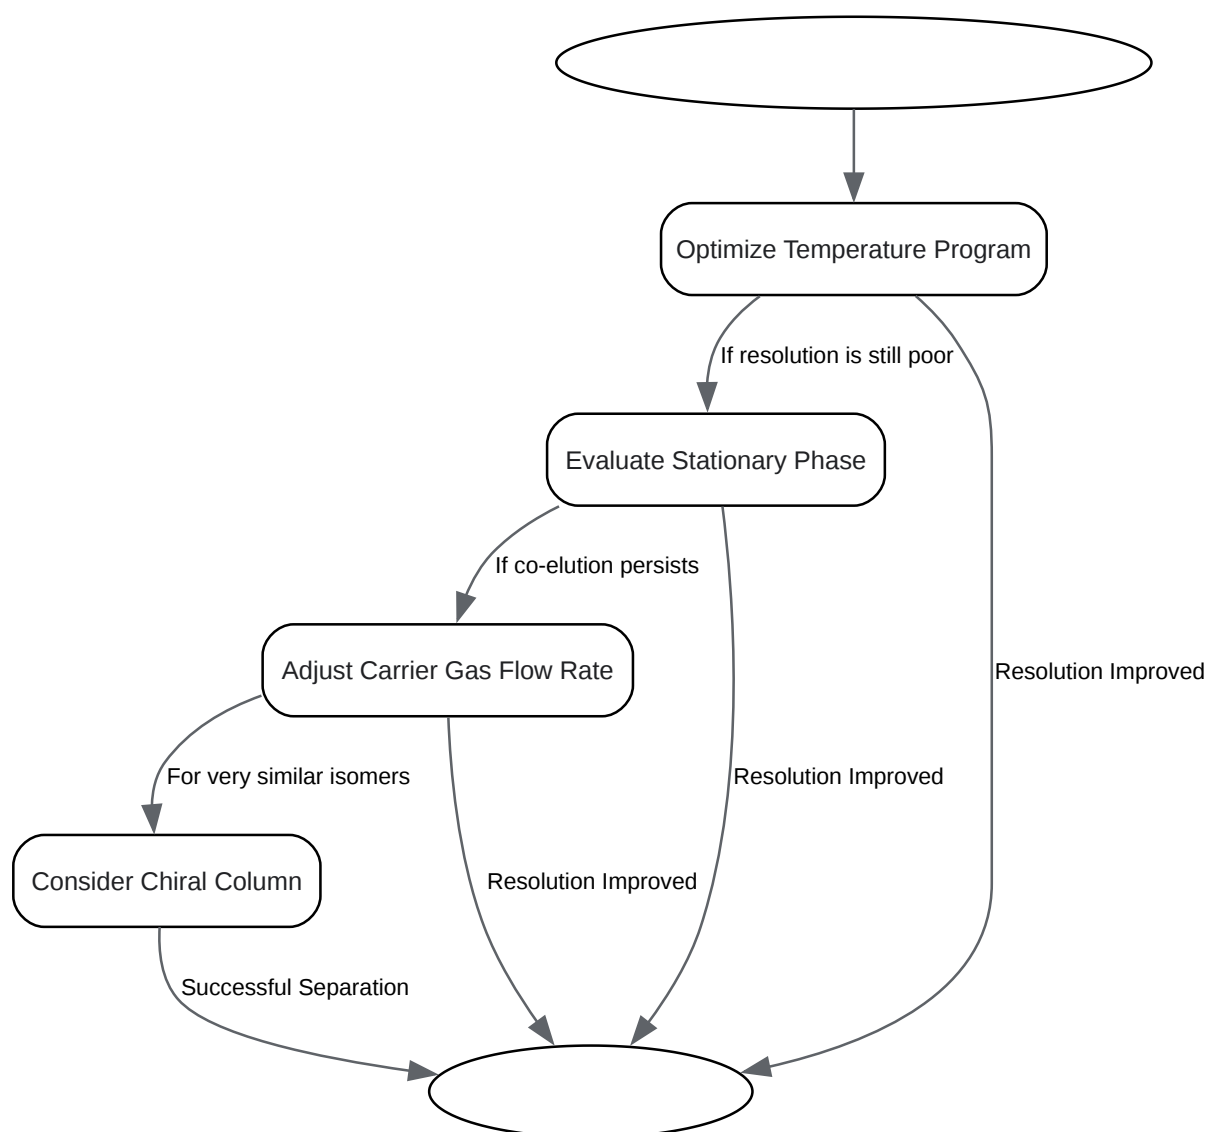 Optimize Temperature Program
If resolution is still poor
Evaluate Stationary Phase
If co-elution persists
Adjust Carrier Gas Flow Rate
Resolution Improved
For very similar isomers
Resolution Improved
Consider Chiral Column
Resolution Improved
Successful Separation